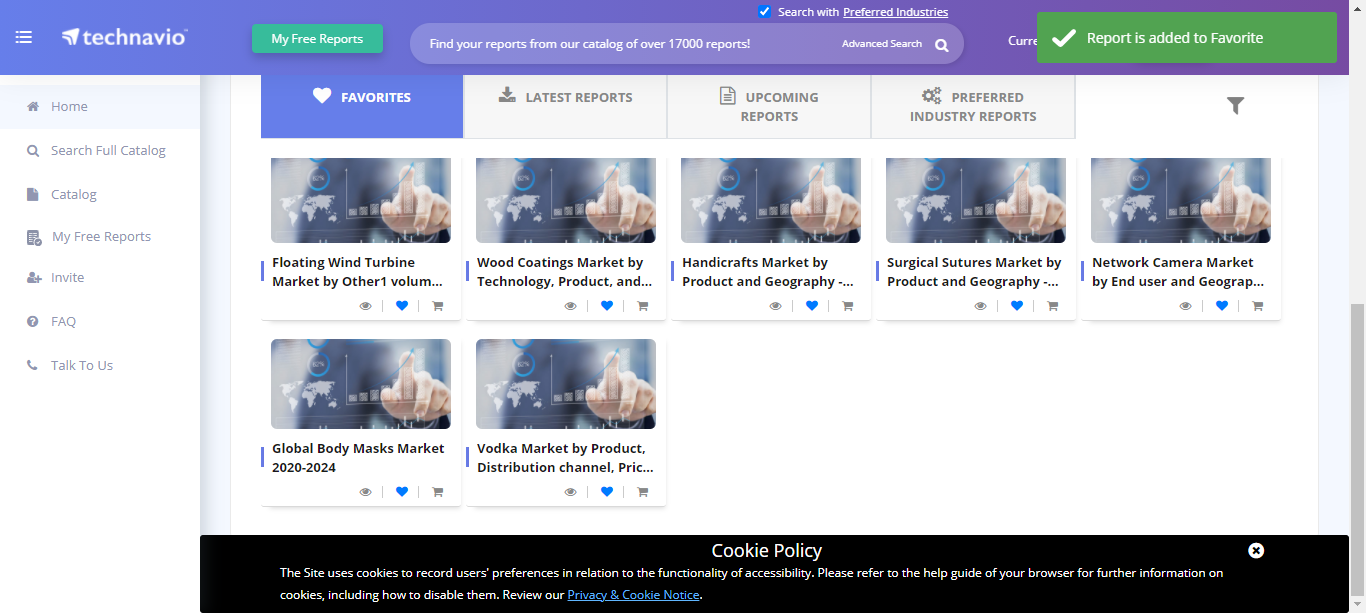 Search with Preferred Industries
technavio
My Free Reports
Find your reports from our catalog of over 17000 reports!
Advanced Search
Report is added to Favorite
Home
Search Full Catalog
Catalog
My Free Reports
Invite
FAQ
Talk To Us
FAVORITES
LATEST REPORTS
UPCOMING
REPORTS
PREFERRED
INDUSTRY REPORTS
Floating Wind Turbine
Market by Other1 volum...
Wood Coatings Market by
Technology, Product, and...
Handicrafts Market by
Product and Geography -...
Surgical Sutures Market by
Product and Geography -...
Network Camera Market
by End user and Geograp...
Global Body Masks Market
2020-2024
Vodka Market by Product,
Distribution channel, Pric...
Cookie Policy
The Site uses cookies to record users' preferences in relation to the functionality of accessibility. Please refer to the help guide of your browser for further information on
cookies, including how to disable them. Review our Privacy & Cookie Notice.